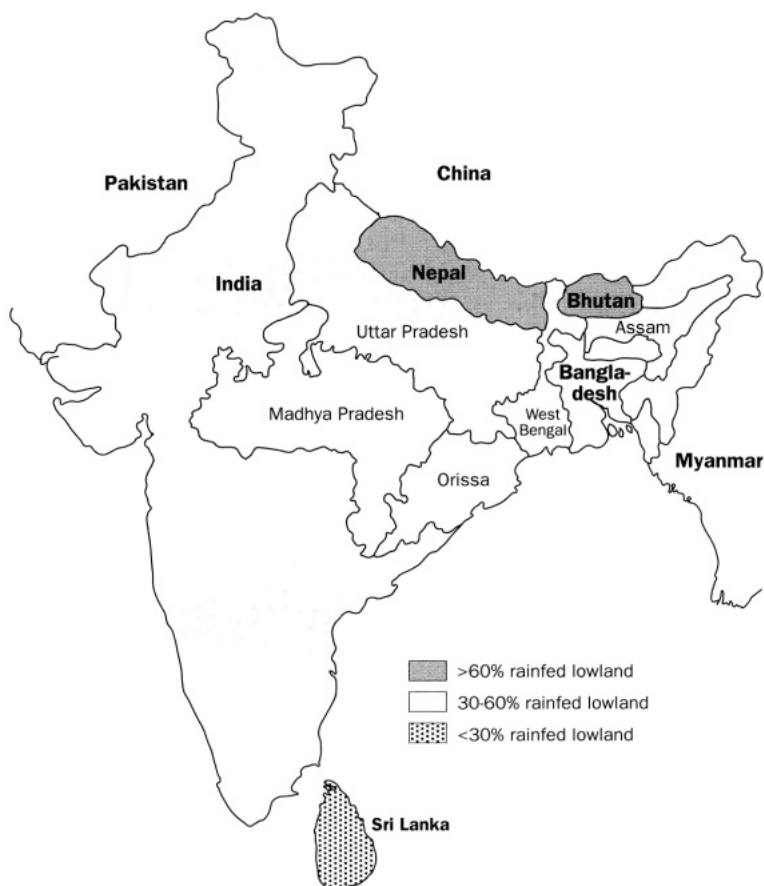 Pakistan
China
India
Nepal
Bhutan
Uttar Pradesh
Assam
Bangla-
desh
Madhya Pradesh
West
Bengal
Orissa
Myanmar
>60% rainfed lowland
30-60% rainfed lowland
<30% rainfed lowland
Sri Lanka